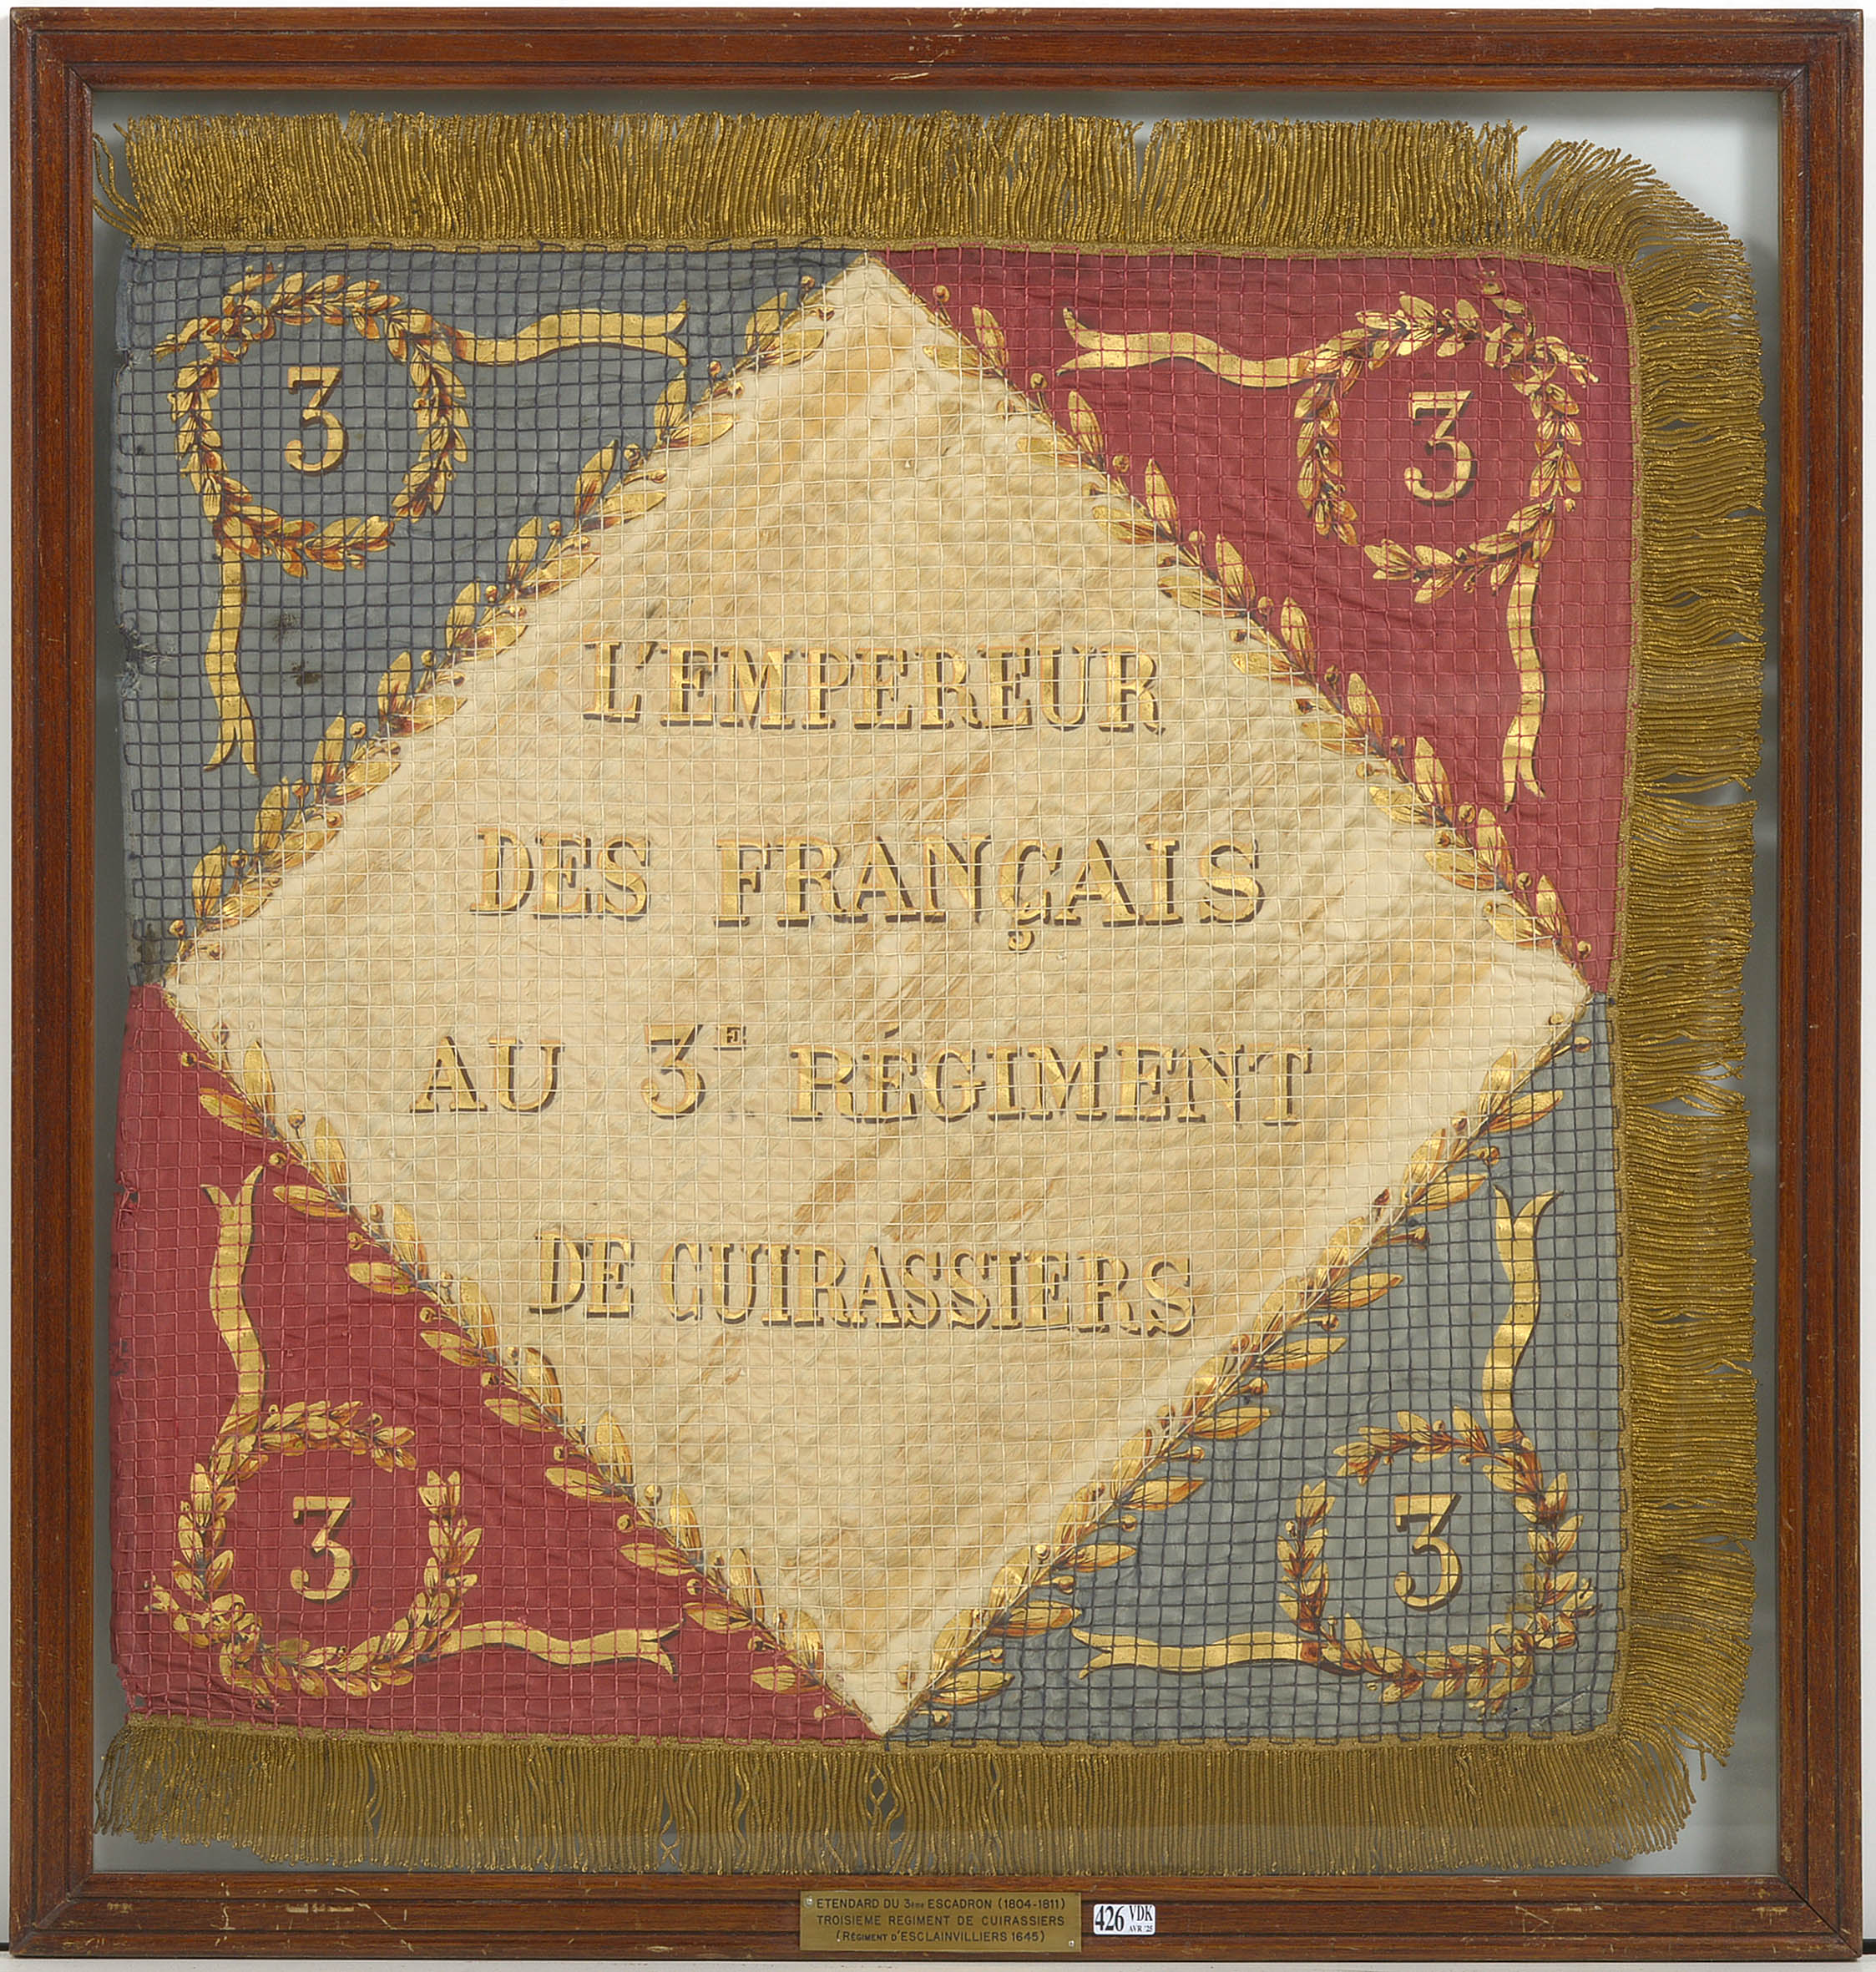 3
3
L'EMPEREUR
DES FRANÇAIS
AU 3E RÉGIMENT
DE CUIRASSIERS
3
3
ETENDARD DU 3ème ESCADRON (1804-1811)
TROISIEME REGIMENT DE CUIRASSIERS
(RÉGIMENT D'ESCLAINVILLIERS 1645)
426 VDK
AVR'25